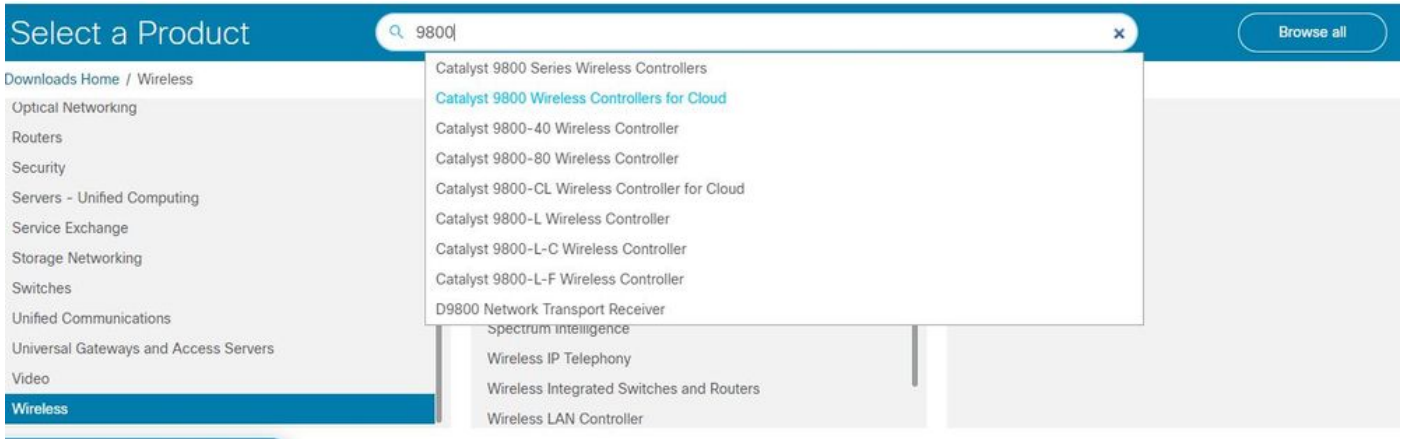 Select a Product
9800
Browse all
Downloads Home / Wireless
Optical Networking
Routers
Security
Servers - Unified Computing
Service Exchange
Storage Networking
Switches
Unified Communications
Universal Gateways and Access Servers
Video
Wireless
Catalyst 9800 Series Wireless Controllers
Catalyst 9800 Wireless Controllers for Cloud
Catalyst 9800-40 Wireless Controller
Catalyst 9800-80 Wireless Controller
Catalyst 9800-CL Wireless Controller for Cloud
Catalyst 9800-L Wireless Controller
Catalyst 9800-L-C Wireless Controller
Catalyst 9800-L-F Wireless Controller
D9800 Network Transport Receiver
Spectrum Intelligence
Wireless IP Telephony
Wireless Integrated Switches and Routers
Wireless LAN Controller